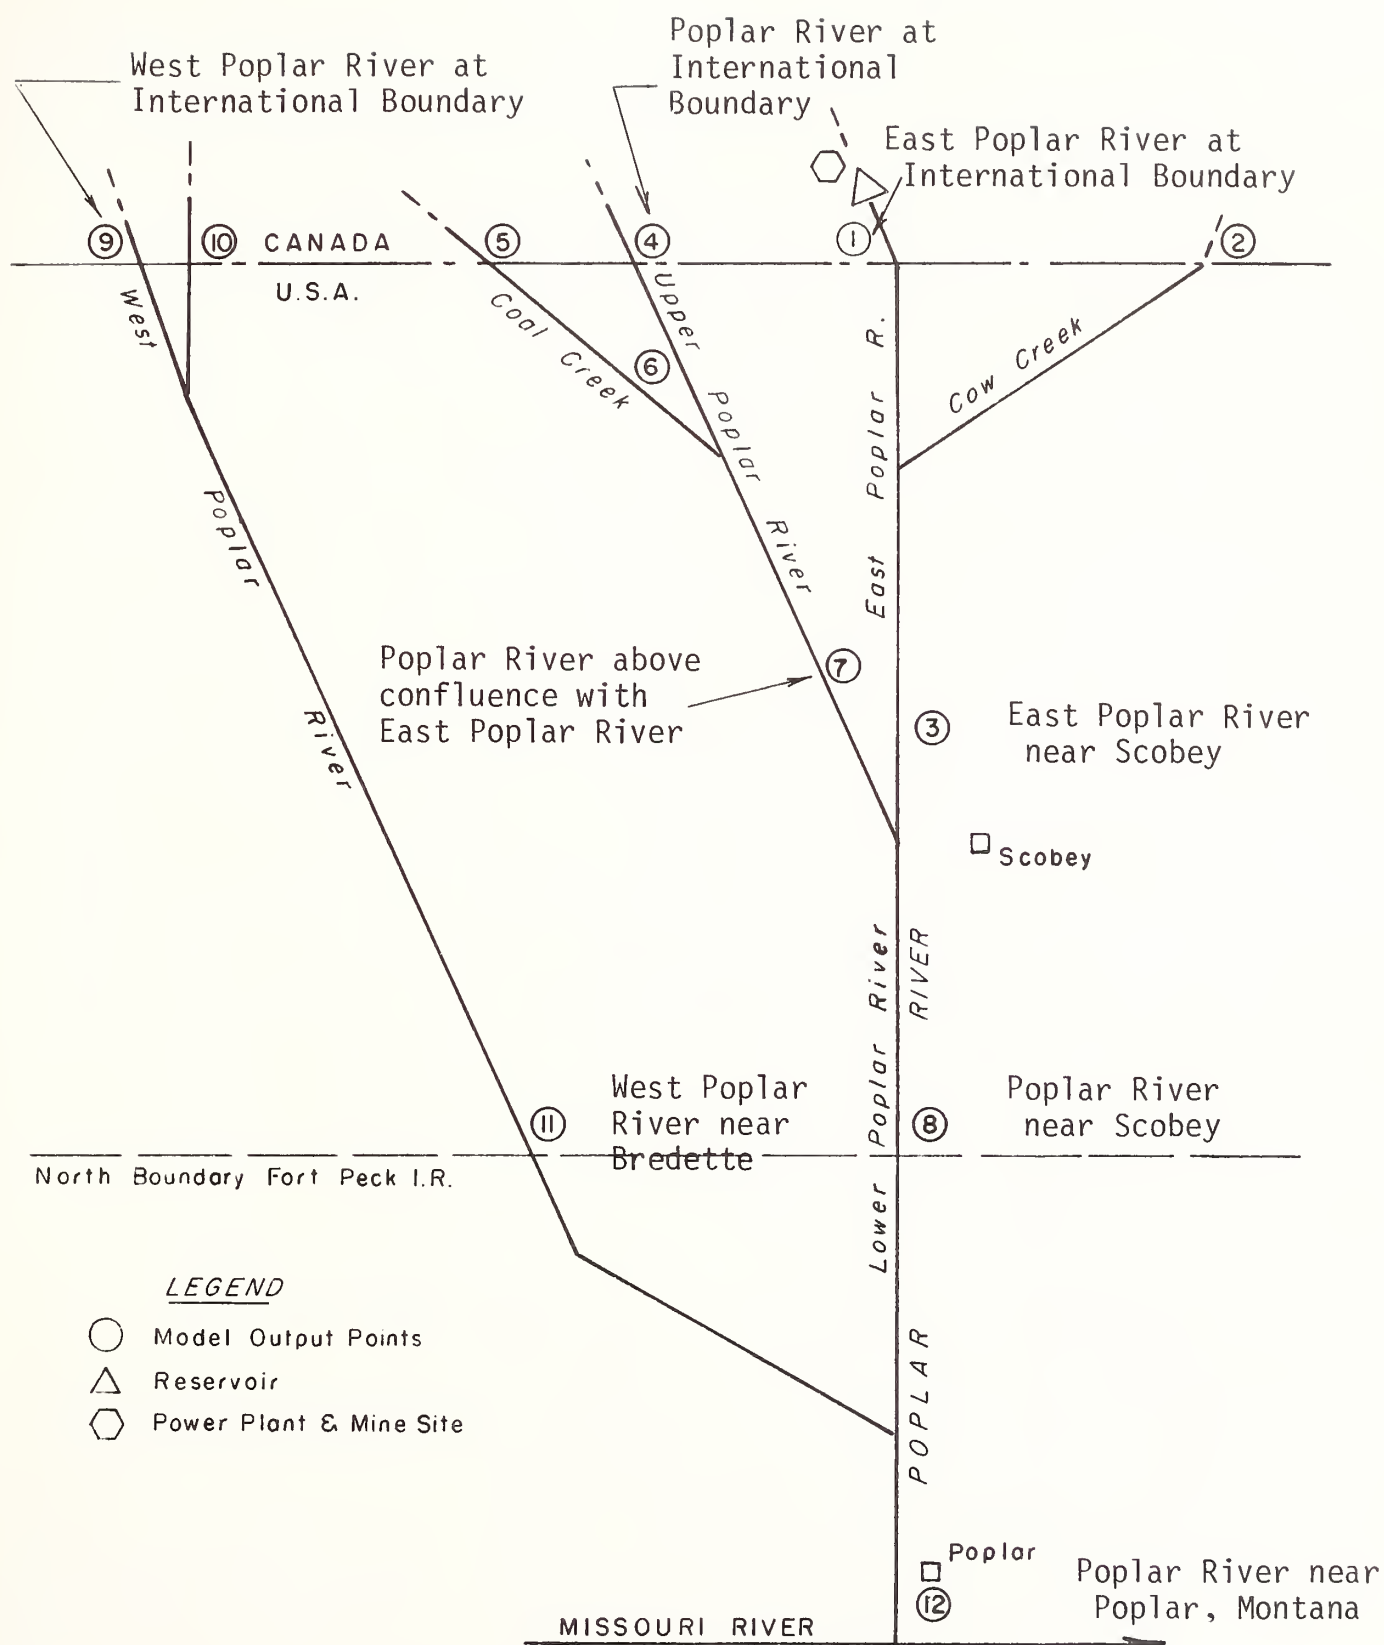 Poplar River at
International
Boundary
West Poplar River at
International Boundary
East Poplar River at
International Boundary
9
10
CANADA
5
4
1
2
U.S.A.
West
Poplar
River
Coal Creek
6
Upper
Poplar
River
East Poplar R.
Cow Creek
Poplar River above
confluence with
East Poplar River
7
3
East Poplar River
near Scobey
Scobey
Lower Poplar River
POPLAR RIVER
11
West Poplar
River near
Bredette
8
Poplar River
near Scobey
North Boundary Fort Peck I.R.
LEGEND
Model Output Points
Reservoir
Power Plant & Mine Site
Poplar
12
Poplar River near
Poplar, Montana
MISSOURI RIVER